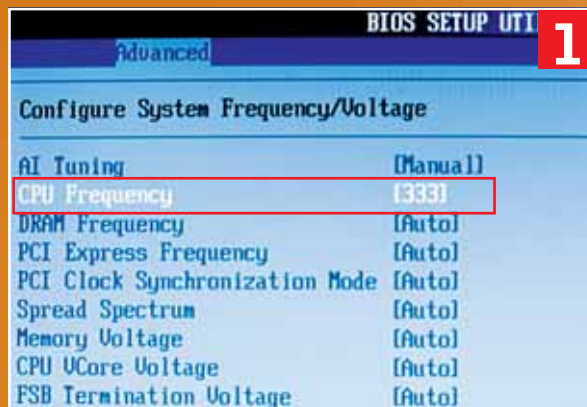 BIOS SETUP UTI
1
Advanced
Configure System Frequency/Voltage
AI Tuning [Manual]
CPU Frequency [333]
DRAM Frequency [Auto]
PCI Express Frequency [Auto]
PCI Clock Synchronization Mode [Auto]
Spread Spectrum [Auto]
Memory Voltage [Auto]
CPU VCore Voltage [Auto]
FSB Termination Voltage [Auto]